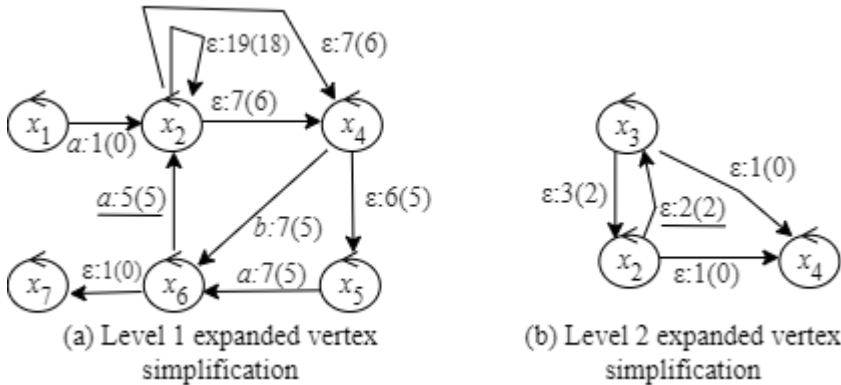 ε:19(18)
ε:7(6)
ε:7(6)
x1
x2
x4
a:1(0)
a:5(5)
b:7(5)
ε:6(5)
ε:1(0)
a:7(5)
x7
x6
x5
(a) Level 1 expanded vertex
simplification
x3
ε:1(0)
ε:3(2)
ε:2(2)
x2
x4
ε:1(0)
(b) Level 2 expanded vertex
simplification